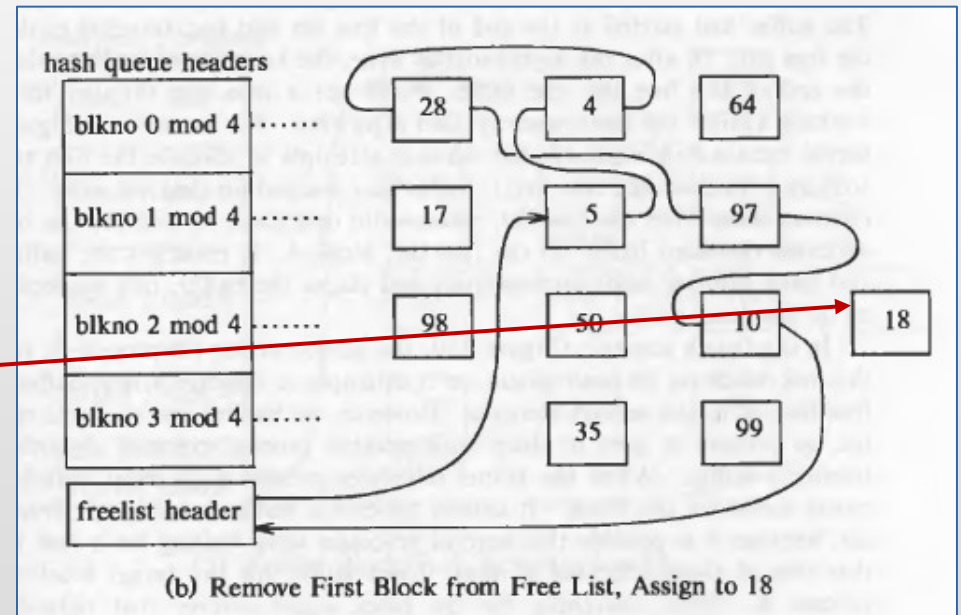 hash queue headers
blkno 0 mod 4 28 4 64
blkno 1 mod 4 17 5 97
blkno 2 mod 4 98 50 10 18
blkno 3 mod 4 35 99
freelist header
(b) Remove First Block from Free List, Assign to 18